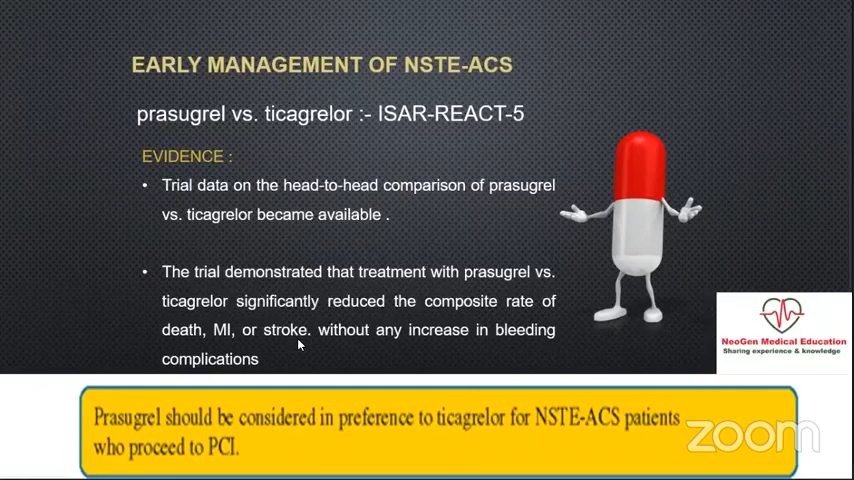 EARLY MANAGEMENT OF NSTE-ACS
prasugrel vs. ticagrelor :- ISAR-REACT-5
EVIDENCE :
• Trial data on the head-to-head comparison of prasugrel
vs. ticagrelor became available .
• The trial demonstrated that treatment with prasugrel vs.
ticagrelor significantly reduced the composite rate of
death, MI, or stroke. without any increase in bleeding
complications
NeoGen Medical Education
Sharing experience & knowledge
Prasugrel should be considered in preference to ticagrelor for NSTE-ACS patients
who proceed to PCI.
zoom